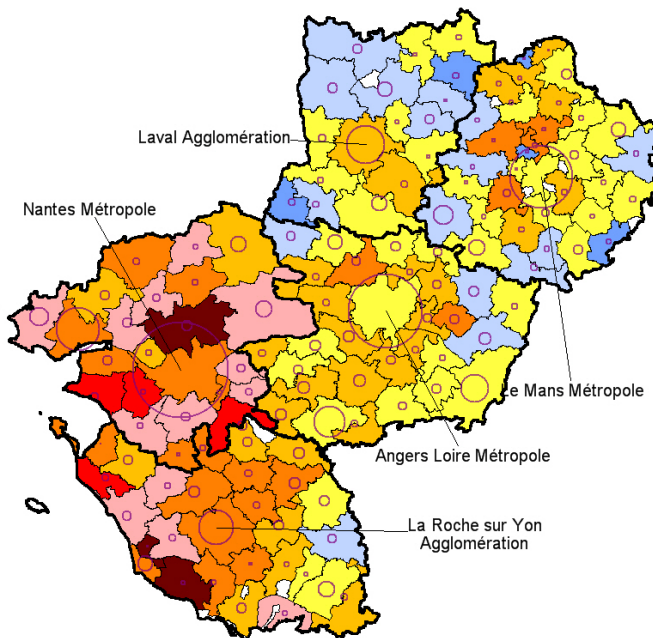 Laval Agglomération
Nantes Métropole
Le Mans Métropole
Angers Loire Métropole
La Roche sur Yon
Agglomération